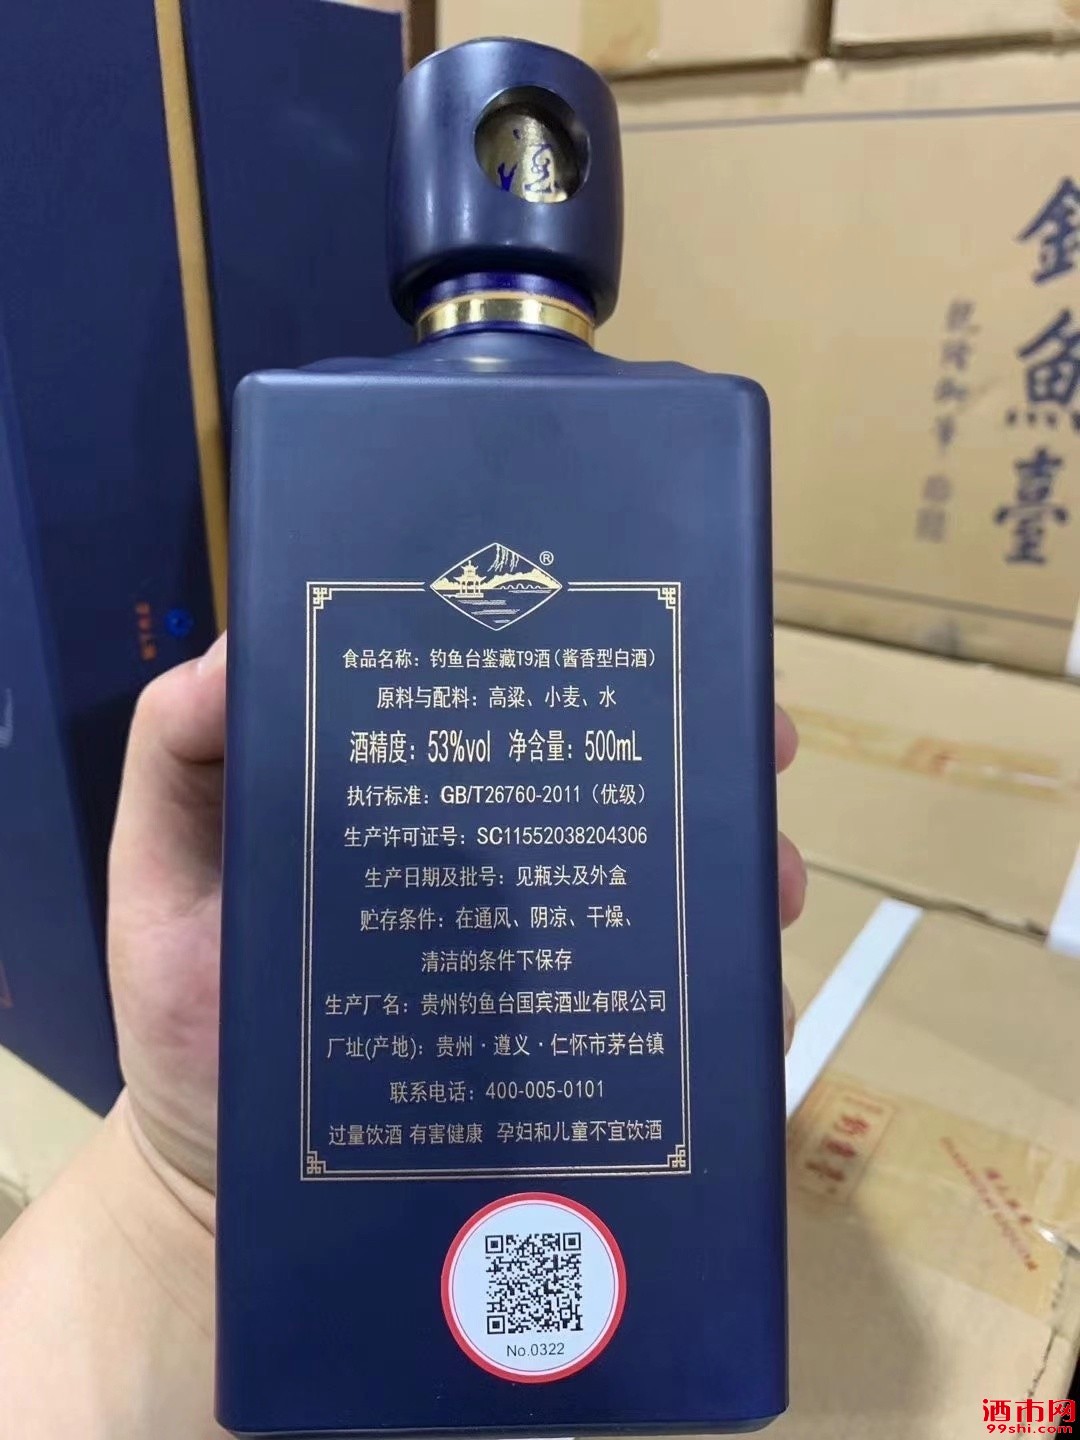 酒
釣魚臺
乾隆御筆
®
食品名称：钓鱼台鉴藏T9酒（酱香型白酒）
原料与配料：高粱、小麦、水
酒精度：53%vol 净含量：500mL
执行标准：GB/T26760-2011（优级）
生产许可证号：SC11552038204306
生产日期及批号：见瓶头及外盒
贮存条件：在通风、阴凉、干燥、
清洁的条件下保存
生产厂名：贵州钓鱼台国宾酒业有限公司
厂址(产地)：贵州·遵义·仁怀市茅台镇
联系电话：400-005-0101
过量饮酒 有害健康 孕妇和儿童不宜饮酒
No.0322
酒市网
99shi.com